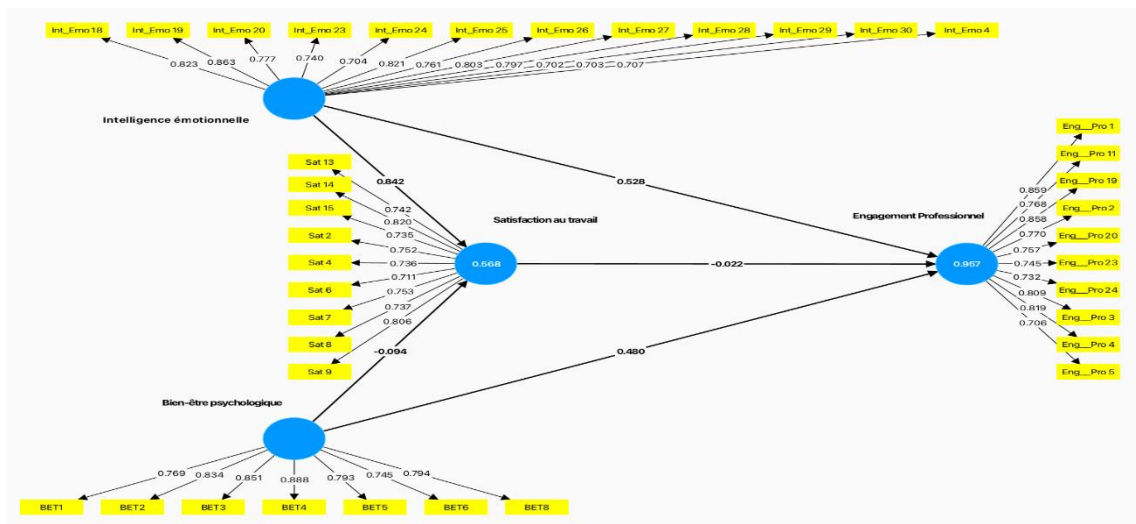 Int_Emo 18 Int_Emo 19 Int_Emo 20 Int_Emo 23 Int_Emo 24 Int_Emo 25 Int_Emo 26 Int_Emo 27 Int_Emo 28 Int_Emo 29 Int_Emo 30 Int_Emo 4
0.823 0.863 0.777 0.740 0.704 0.821 0.761 0.803 0.797 0.702 0.703 0.707
Intelligence émotionnelle
0.842
0.528
Sat 13
Sat 14
Sat 15
Sat 2
Sat 4
Sat 6
Sat 7
Sat 8
Sat 9
0.742
0.820
0.735
0.752
0.736
0.711
0.753
0.737
0.806
Satisfaction au travail
0.568
-0.022
-0.094
0.480
Engagement Professionnel
0.957
0.859
0.768
0.858
0.770
0.757
0.745
0.732
0.809
0.819
0.706
Eng__Pro 1
Eng__Pro 11
Eng__Pro 19
Eng__Pro 2
Eng__Pro 20
Eng__Pro 23
Eng__Pro 24
Eng__Pro 3
Eng__Pro 4
Eng__Pro 5
Bien-être psychologique
0.769 0.834 0.851 0.888 0.793 0.745 0.794
BET1 BET2 BET3 BET4 BET5 BET6 BET8